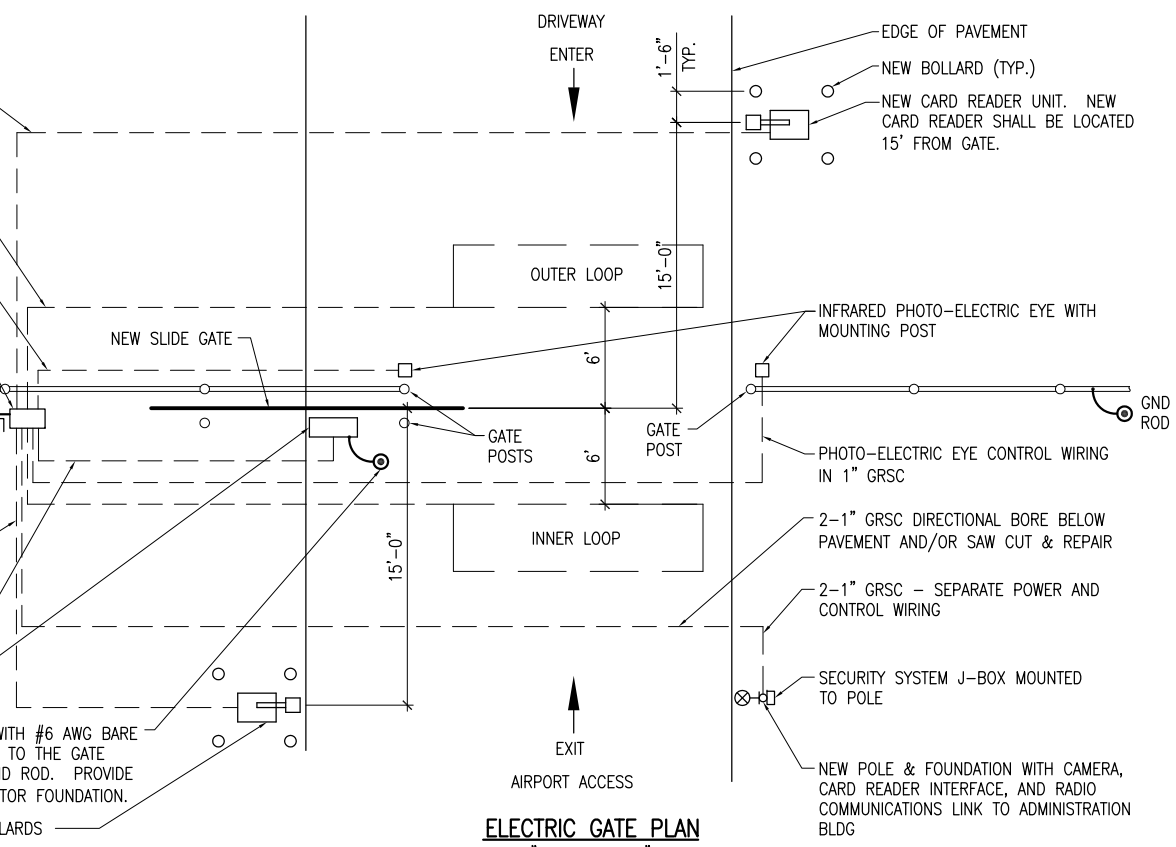 DRIVEWAY
ENTER
1'-6"
TYP.
EDGE OF PAVEMENT
NEW BOLLARD (TYP.)
NEW CARD READER UNIT. NEW
CARD READER SHALL BE LOCATED
15' FROM GATE.
OUTER LOOP
15'-0"
NEW SLIDE GATE
6'
INFRARED PHOTO-ELECTRIC EYE WITH
MOUNTING POST
GATE
POSTS
GATE
POST
GND
ROD
6'
PHOTO-ELECTRIC EYE CONTROL WIRING
IN 1" GRSC
INNER LOOP
15'-0"
2-1" GRSC DIRECTIONAL BORE BELOW
PAVEMENT AND/OR SAW CUT & REPAIR
2-1" GRSC - SEPARATE POWER AND
CONTROL WIRING
SECURITY SYSTEM J-BOX MOUNTED
TO POLE
WITH #6 AWG BARE
TO THE GATE
ND ROD. PROVIDE
TOR FOUNDATION.
LARDS
EXIT
AIRPORT ACCESS
NEW POLE & FOUNDATION WITH CAMERA,
CARD READER INTERFACE, AND RADIO
COMMUNICATIONS LINK TO ADMINISTRATION
BLDG
ELECTRIC GATE PLAN